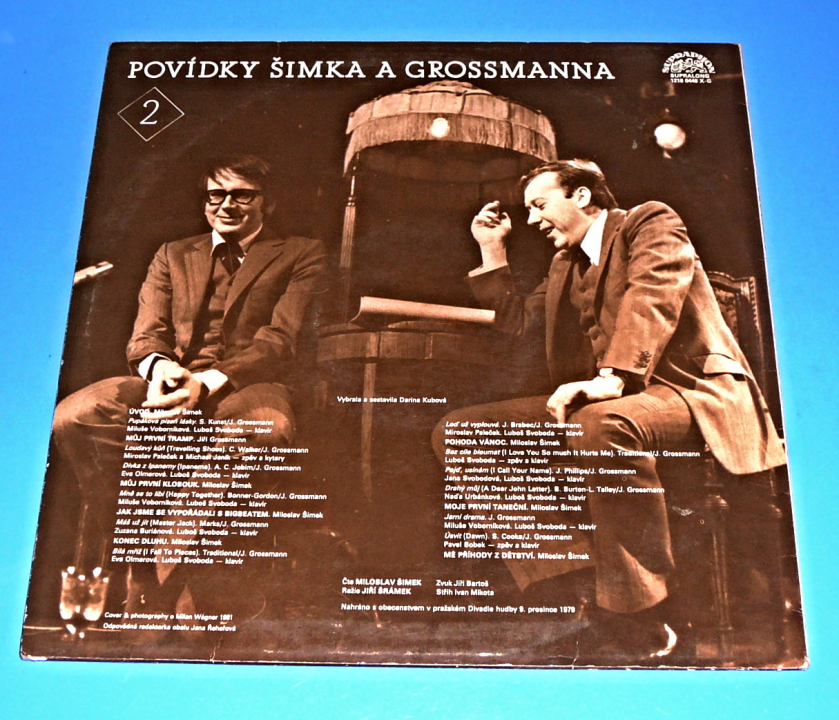 POVÍDKY ŠIMKA A GROSSMANNA
SUPRAPHON
SUPRALONG
1218 0448 X-G
2
Vybrala a sestavila Darina Kubová
ÚVOD. Miloslav Šimek
Pupákova píseň lásky. S. Kunst/J. Grossmann
Miluše Voborníková. Luboš Svoboda — klavír
MŮJ PRVNÍ TRAMP. Jiří Grossmann
Loudavý kůň (Travelling Shoes). C. Walker/J. Grossmann
Miroslav Paleček a Michael Janík — zpěv a kytary
Dívka z Ipanemy (Ipanema). A. C. Jobim/J. Grossmann
Eva Olmerová. Luboš Svoboda — klavír
MŮJ PRVNÍ KLOBOUK. Miloslav Šimek
Mně se to líbí (Happy Together). Bonner-Gordon/J. Grossmann
Miluše Voborníková. Luboš Svoboda — klavír
JAK JSME SE VYPOŘÁDALI S BIGBEATEM. Miloslav Šimek
Máš už jít (Master Jack). Marks/J. Grossmann
Zuzana Burianová. Luboš Svoboda — klavír
KONEC DLUHU. Miloslav Šimek
Bílá mříž (I Fall To Pieces). Traditional/J. Grossmann
Eva Olmerová. Luboš Svoboda — klavír
Loď už vyplouvá. J. Brabec/J. Grossmann
Miroslav Paleček. Luboš Svoboda — klavír
POHODA VÁNOC. Miloslav Šimek
Bez cíle bloumat (I Love You So much It Hurts Me). Traditional/J. Grossmann
Luboš Svoboda — zpěv a klavír
Pojď, usínám (I Call Your Name). J. Phillips/J. Grossmann
Jana Svobodová. Luboš Svoboda — klavír
Drahý můj (A Dear John Letter). B. Burton-L. Talley/J. Grossmann
Naďa Urbánková. Luboš Svoboda — klavír
MOJE PRVNÍ TANEČNÍ. Miloslav Šimek
Jarní drama. J. Grossmann
Miluše Voborníková. Luboš Svoboda — klavír
Úsvit (Dawn). S. Cooks/J. Grossmann
Pavel Bobek — zpěv a klavír
MÉ PŘÍHODY Z DĚTSTVÍ. Miloslav Šimek
Čte MILOSLAV ŠIMEK Zvuk Jiří Bartoš
Režie JIŘÍ ŠRÁMEK Střih Ivan Mikota
Nahráno s obecenstvem v pražském Divadle hudby 9. prosince 1979
Cover & photography © Milan Wágner 1981
Odpovědná redaktorka obalu Jana Řehořová